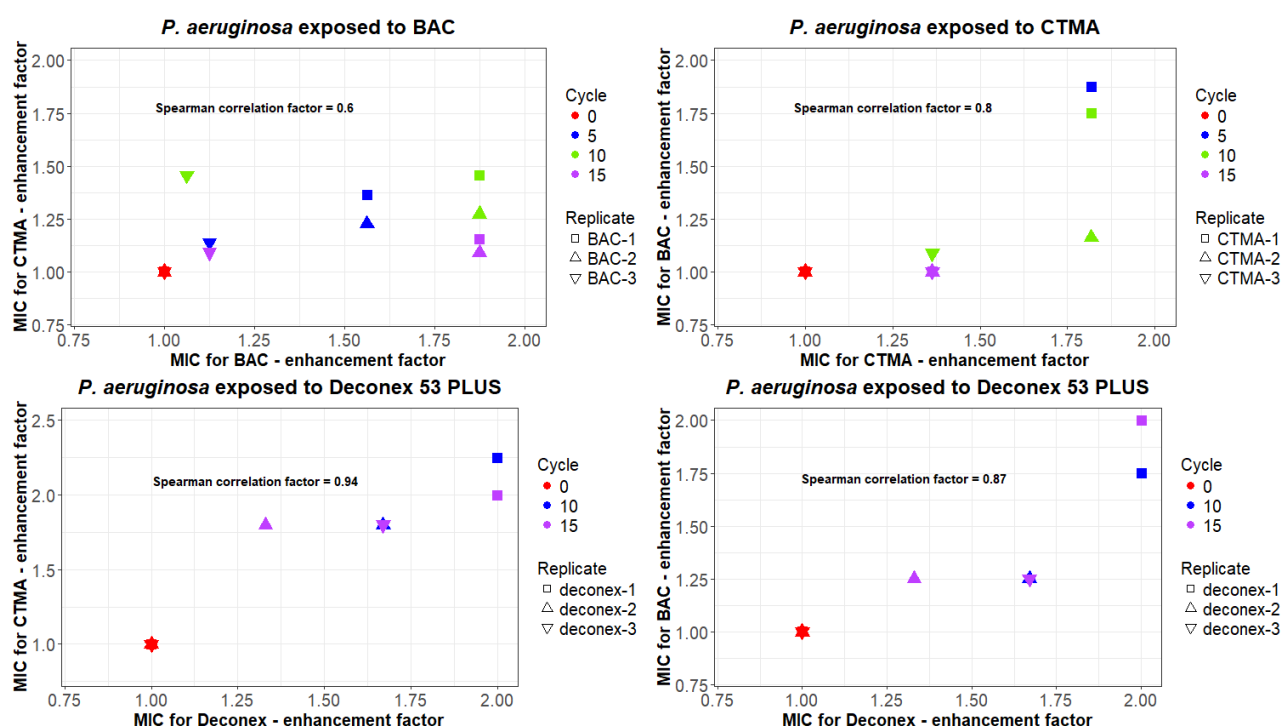 P. aeruginosa exposed to BAC
MIC for CTMA - enhancement factor
2.00
1.75
1.50
1.25
1.00
0.75
Spearman correlation factor = 0.6
0.75 1.00 1.25 1.50 1.75 2.00
MIC for BAC - enhancement factor
Cycle
0
5
10
15
Replicate
BAC-1
BAC-2
BAC-3
P. aeruginosa exposed to CTMA
MIC for BAC - enhancement factor
2.00
1.75
1.50
1.25
1.00
0.75
Spearman correlation factor = 0.8
0.75 1.00 1.25 1.50 1.75 2.00
MIC for CTMA - enhancement factor
Cycle
0
5
10
15
Replicate
CTMA-1
CTMA-2
CTMA-3
P. aeruginosa exposed to Deconex 53 PLUS
MIC for CTMA - enhancement factor
2.5
2.0
1.5
1.0
Spearman correlation factor = 0.94
0.75 1.00 1.25 1.50 1.75 2.00
MIC for Deconex - enhancement factor
Cycle
0
10
15
Replicate
deconex-1
deconex-2
deconex-3
P. aeruginosa exposed to Deconex 53 PLUS
MIC for BAC - enhancement factor
2.00
1.75
1.50
1.25
1.00
0.75
Spearman correlation factor = 0.87
0.75 1.00 1.25 1.50 1.75 2.00
MIC for Deconex - enhancement factor
Cycle
0
10
15
Replicate
deconex-1
deconex-2
deconex-3